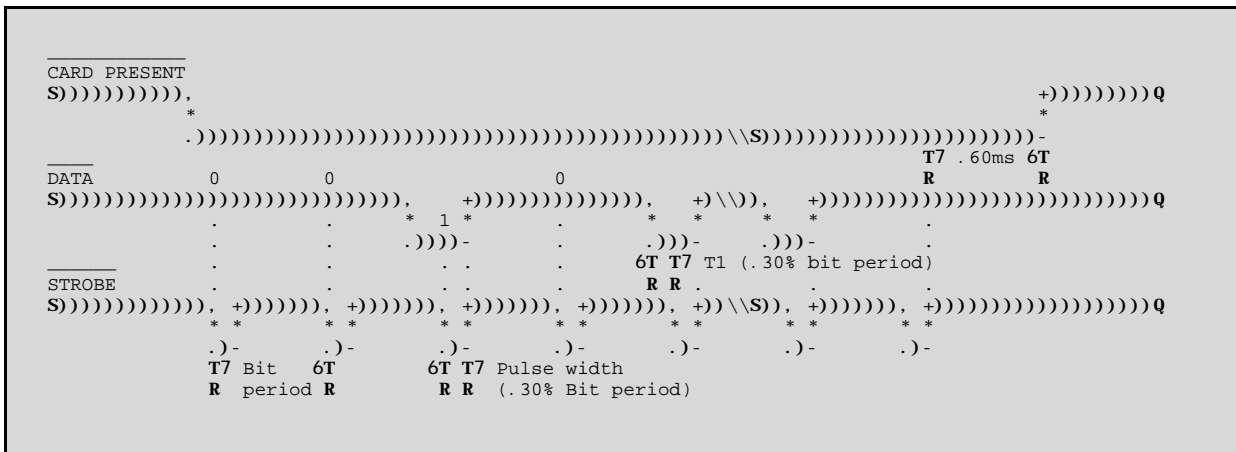 CARD PRESENT
S))))))))))),                                                                          +)))))))))Q
*                                                                          *
.))))))))))))))))))))))))))))))))))))))))))))))\\S))))))))))))))))))))))))-
T7 .60ms 6T
DATA          0         0                   0                               R         R
S)))))))))))))))))))))))))))))),    +))))))))))))))),   +)\\)),   +)))))))))))))))))))))))))))))Q
.         .      *  1 *       .       *   *     *   *         .
.         .      .))))-       .       .)))-     .)))-         .
.         .         . .       .      6T T7 T1 (.30% bit period)
STROBE        .         .         . .       .       R R .         .         .
S))))))))))))), +))))))), +))))))), +))))))), +))))))), +))\\S)), +))))))), +)))))))))))))))))))Q
* *       * *       * *       * *       * *       * *       * *
.)-       .)-       .)-       .)-       .)-       .)-       .)-
T7 Bit    6T        6T T7 Pulse width
R  period R         R R  (.30% Bit period)